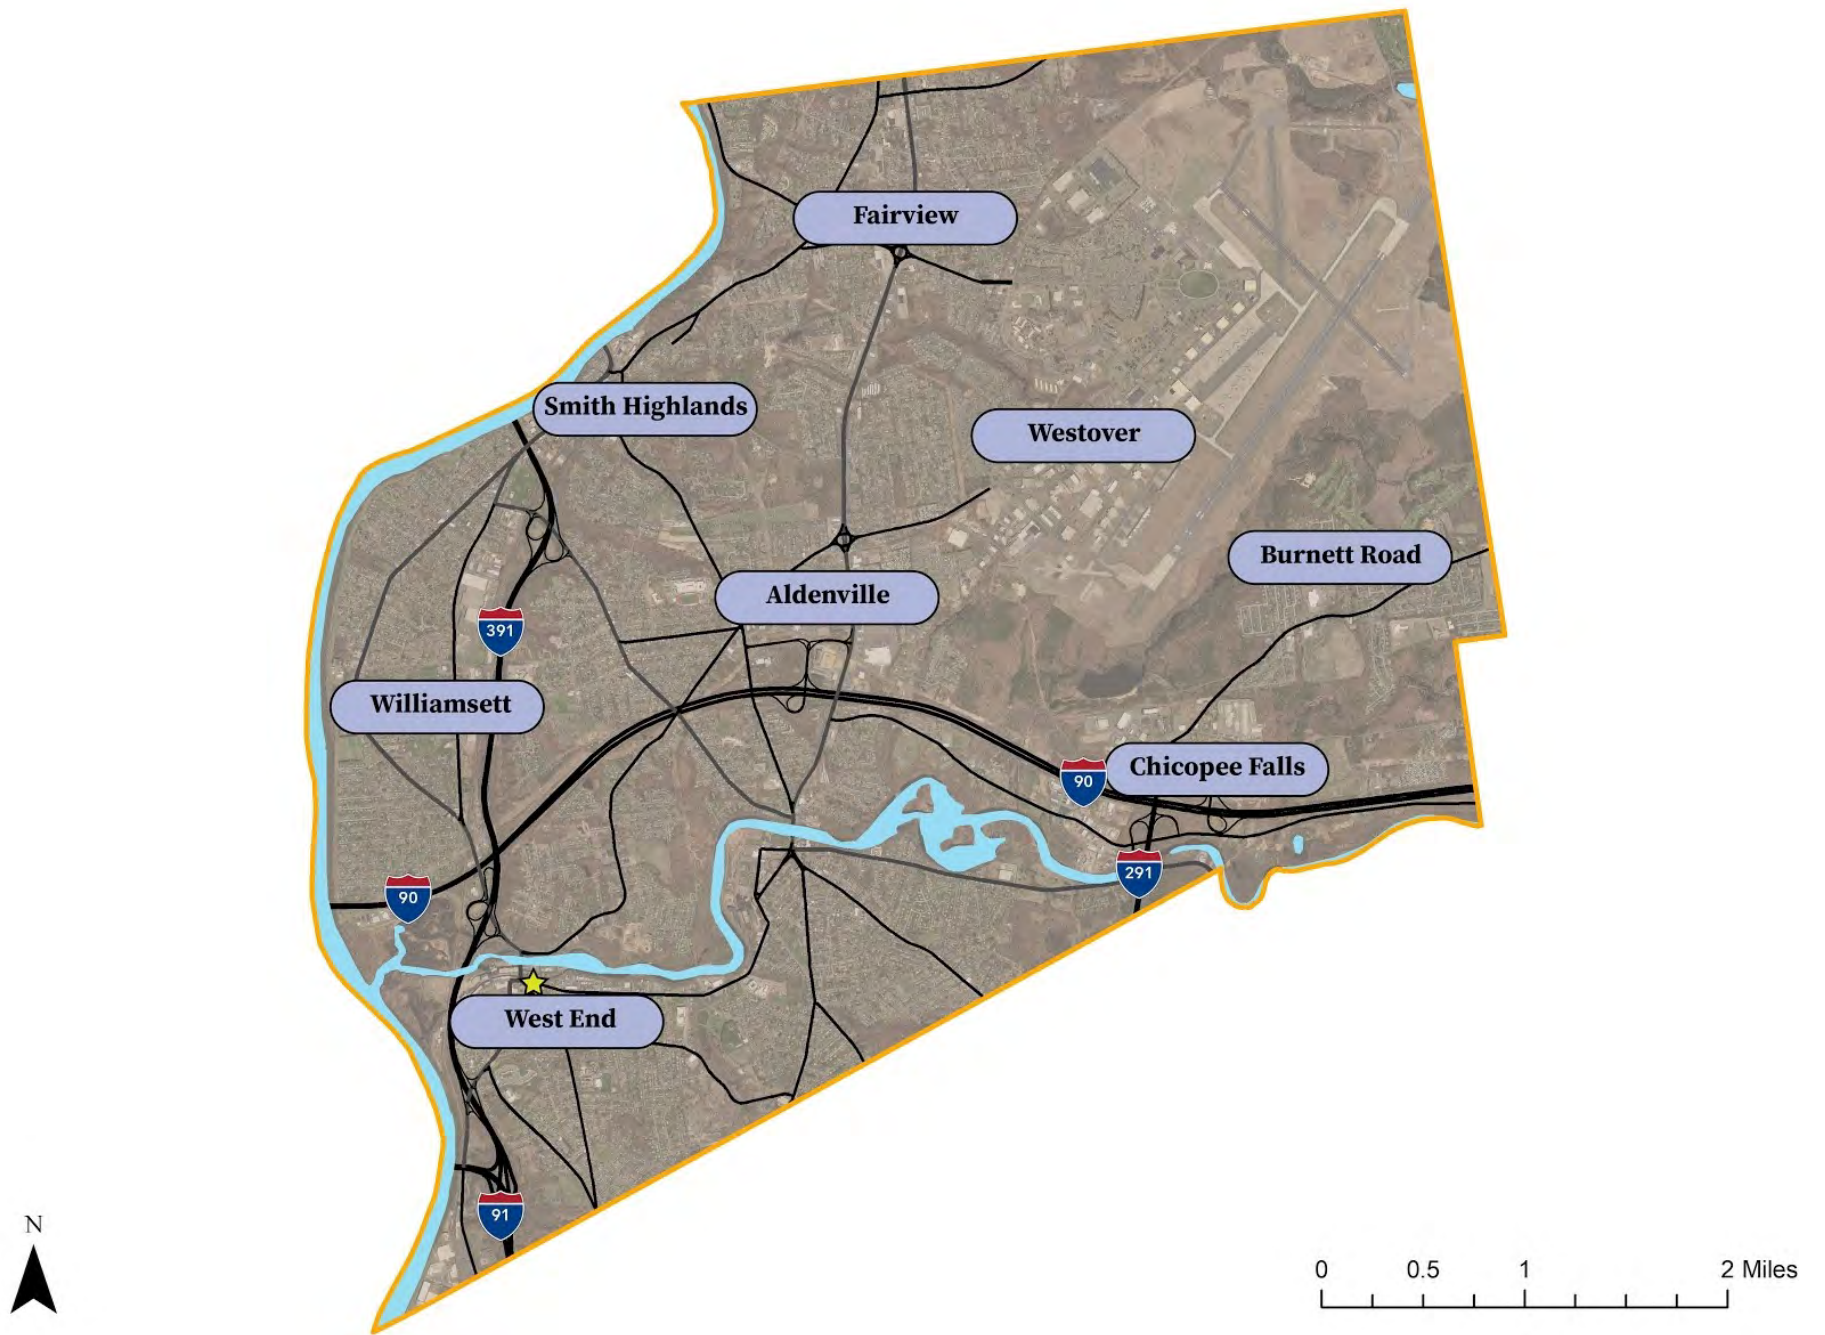 Fairview
Smith Highlands
Westover
Burnett Road
Aldenville
391
Williamsett
Chicopee Falls
90
291
90
West End
91
N
0 0.5 1 2 Miles